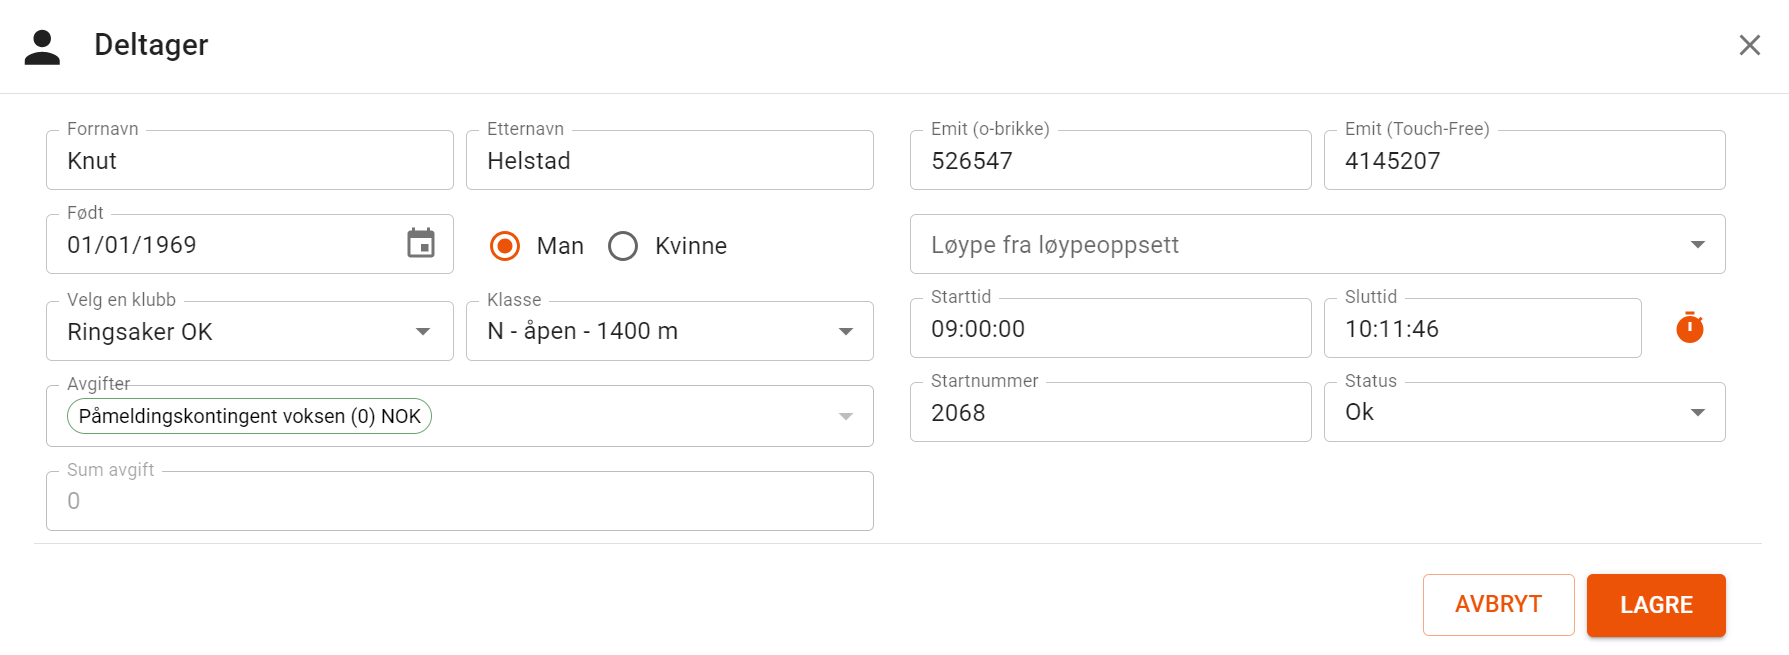 Deltager
Forrnavn
Knut
Etternavn
Helstad
Født
01/01/1969
Man
Kvinne
Velg en klubb
Ringsaker OK
Klasse
N - åpen - 1400 m
Avgifter
Påmeldingskontingent voksen (0) NOK
Sum avgift
0
Emit (o-brikke)
526547
Emit (Touch-Free)
4145207
Løype fra løypeoppsett
Starttid
09:00:00
Sluttid
10:11:46
Startnummer
2068
Status
Ok
AVBRYT
LAGRE